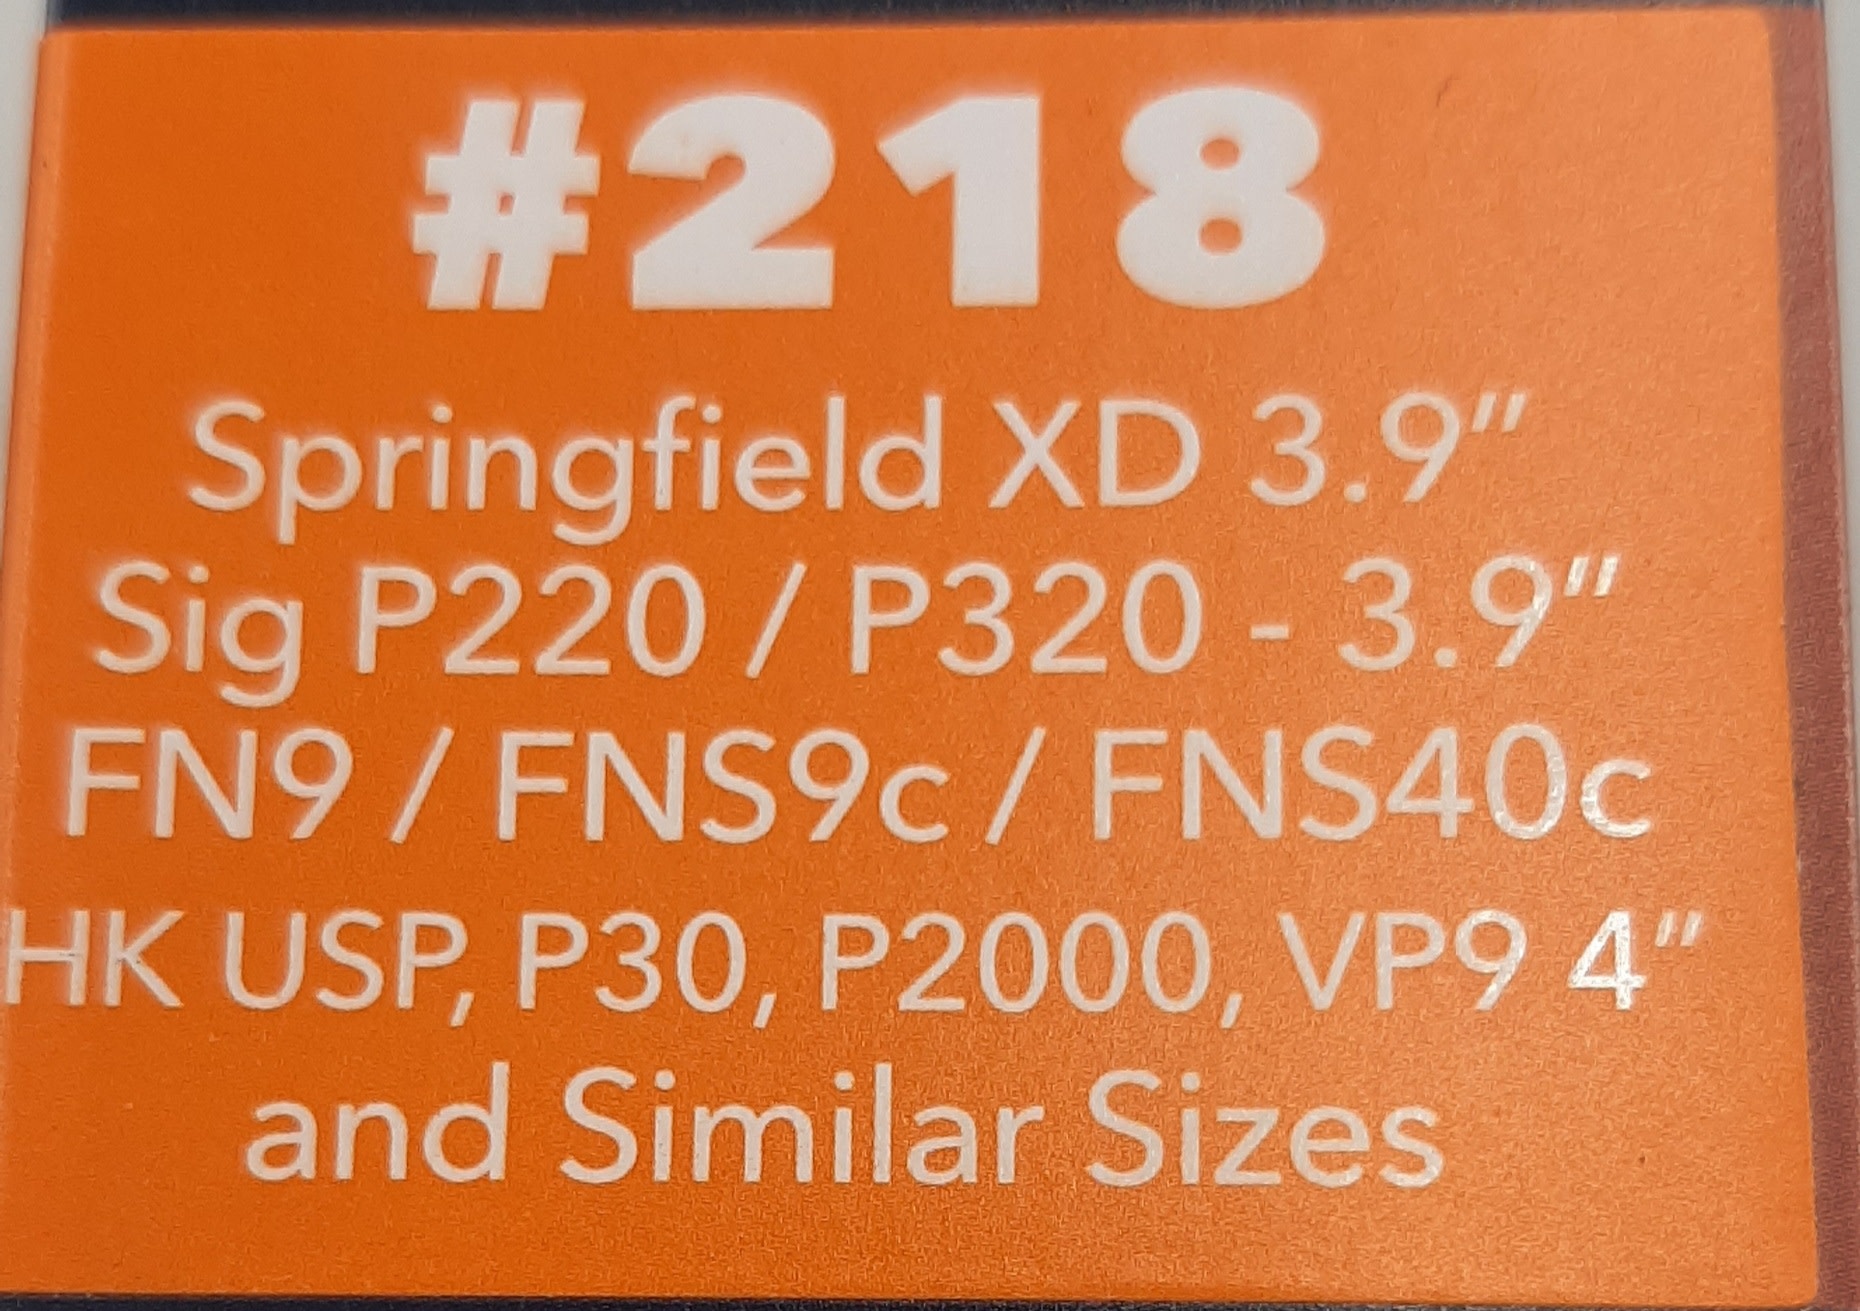 #218
Springfield XD 3.9"
Sig P220 / P320 - 3.9"
FN9 / FNS9c / FNS40c
HK USP, P30, P2000, VP9 4"
and Similar Sizes